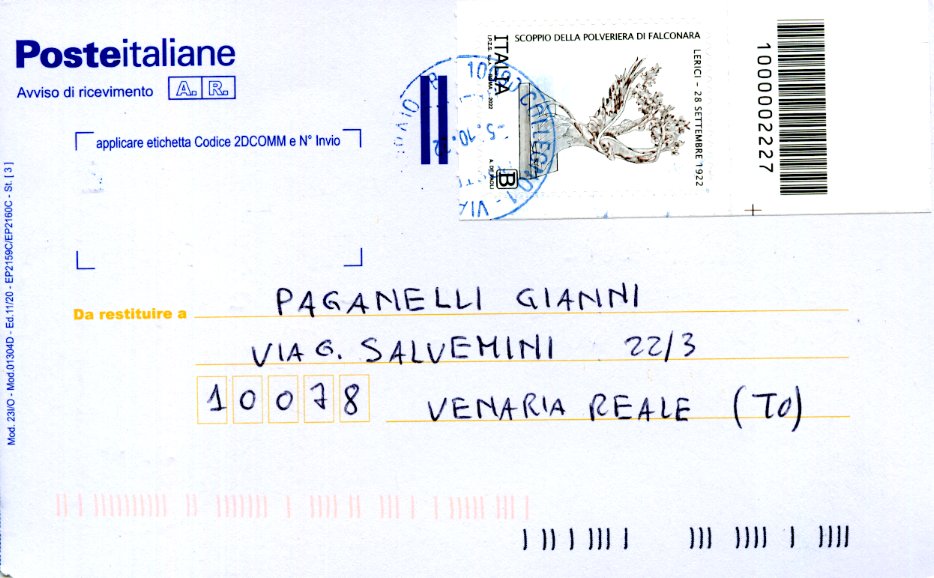 Posteitaliane
Avviso di ricevimento A. R.
applicare etichetta Codice 2DCOMM e N° Invio
SCOPPIO DELLA POLVERIERA DI FALCONARA
LERICI – 28 SETTEMBRE 1922
ITALIA
B
1000002227
Da restituire a PAGANELLI GIANNI
VIA G. SALVEMINI 22/3
10078 VENARIA REALE (TO)
Mod. 23I/O - Mod.01304D - Ed.11/20 - EP2159C/EP2160C - St. [3]